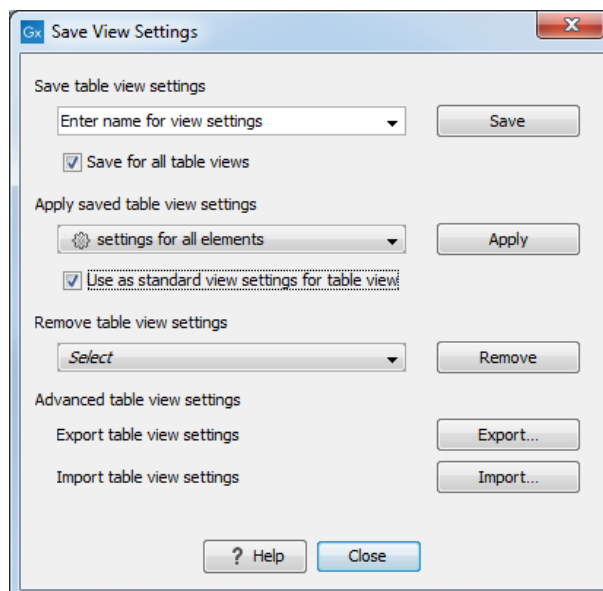 Gx Save View Settings
Save table view settings
Enter name for view settings Save
Save for all table views
Apply saved table view settings
settings for all elements Apply
Use as standard view settings for table view
Remove table view settings
Select Remove
Advanced table view settings
Export table view settings Export...
Import table view settings Import...
? Help Close